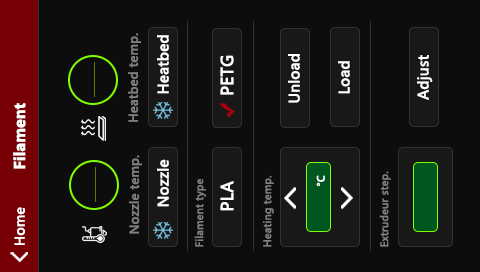 Home
Filament
Nozzle temp.
Heatbed temp.
Nozzle
Heatbed
Filament type
PLA
PETG
Heating temp.
°C
Unload
Load
Extrudeur step.
Adjust